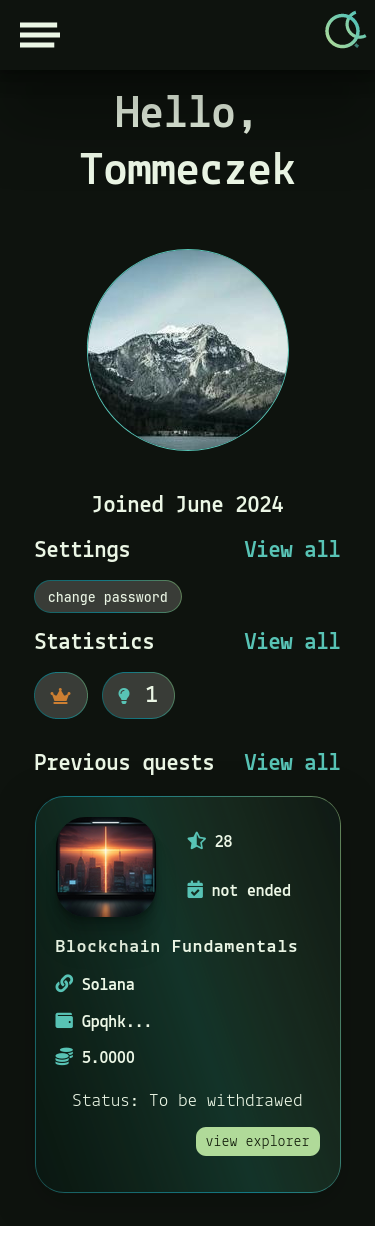 Hello,
Tommeczek
Joined June 2024
Settings View all
change password
Statistics View all
1
Previous quests View all
28
not ended
Blockchain Fundamentals
Solana
Gpqhk...
5.0000
Status: To be withdrawed
view explorer